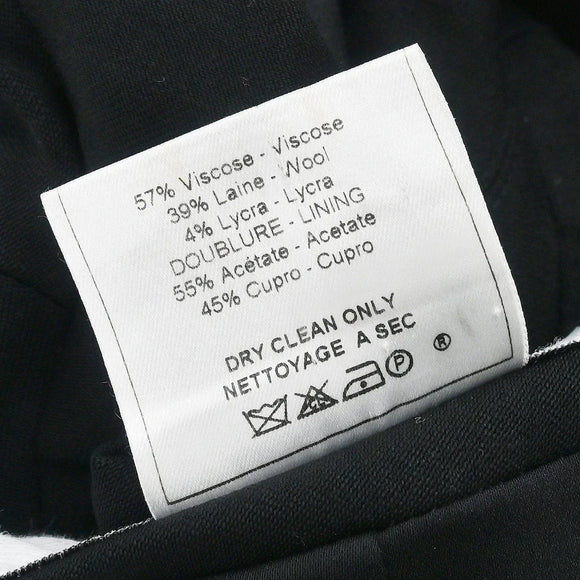 57% Viscose - Viscose
39% Laine - Wool
4% Lycra - Lycra
DOUBLURE - LINING
55% Acétate - Acetate
45% Cupro - Cupro
DRY CLEAN ONLY
NETTOYAGE A SEC
CL P ®